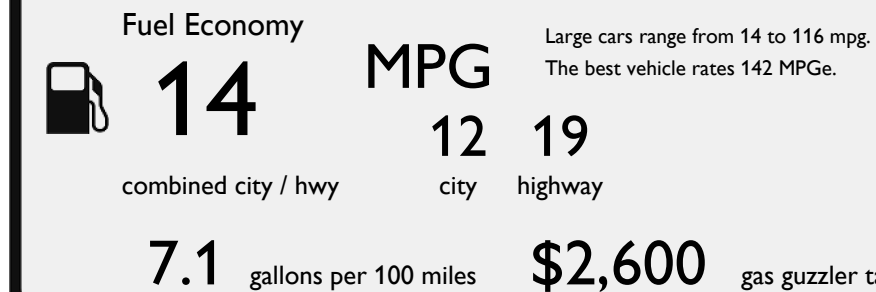 Fuel Economy
14
MPG
Large cars range from 14 to 116 mpg.
The best vehicle rates 142 MPGe.
12 19
combined city / hwy city highway
7.1 gallons per 100 miles $2,600 gas guzzler